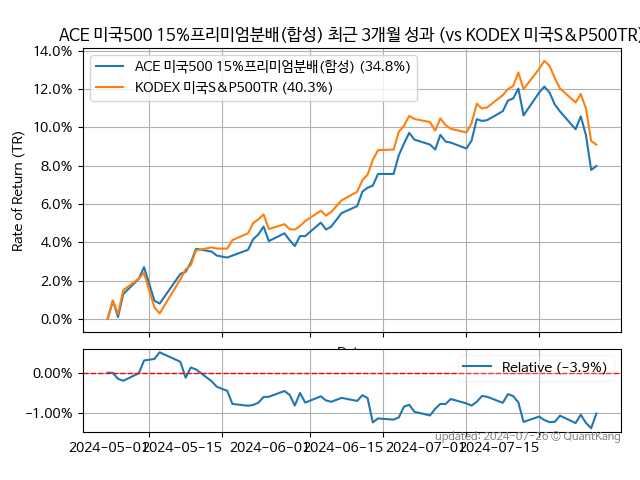 ACE 미국500 15%프리미엄분배(합성) 최근 3개월 성과 (vs KODEX 미국S&P500TR)
14.0%
ACE 미국500 15%프리미엄분배(합성) (34.8%)
KODEX 미국S&P500TR (40.3%)
12.0%
10.0%
8.0%
6.0%
4.0%
2.0%
0.0%
Rate of Return (TR)
Relative (−3.9%)
0.00%
−1.00%
updated: 2024-07-26 © QuantKang
2024-05-01 2024-05-15 2024-06-01 2024-06-15 2024-07-01 2024-07-15